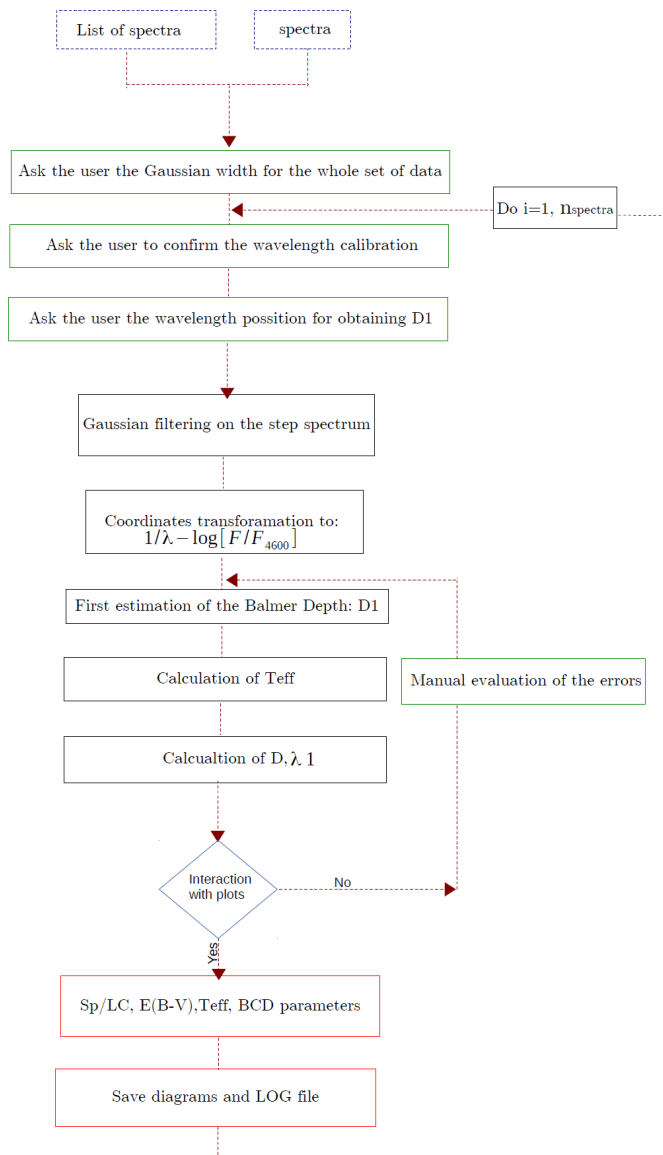 List of spectra
spectra
Ask the user the Gaussian width for the whole set of data
Do i=1, nspectra
Ask the user to confirm the wavelength calibration
Ask the user the wavelength possition for obtaining D1
Gaussian filtering on the step spectrum
Coordinates transforamation to:
1/λ−log[F/F4600]
First estimation of the Balmer Depth: D1
Calculation of Teff
Manual evaluation of the errors
Calcualtion of D,λ1
Interaction
with plots
No
Yes
Sp/LC, E(B-V),Teff, BCD parameters
Save diagrams and LOG file